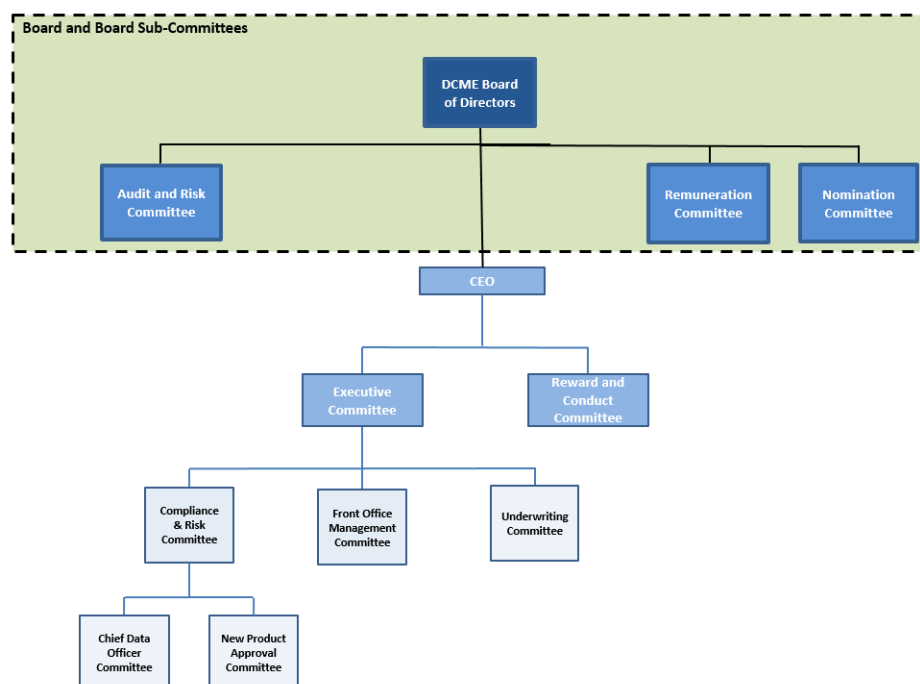 Board and Board Sub-Committees
DCME Board
of Directors
Audit and Risk
Committee
Remuneration
Committee
Nomination
Committee
CEO
Executive
Committee
Reward and
Conduct
Committee
Compliance
& Risk
Committee
Front Office
Management
Committee
Underwriting
Committee
Chief Data
Officer
Committee
New Product
Approval
Committee